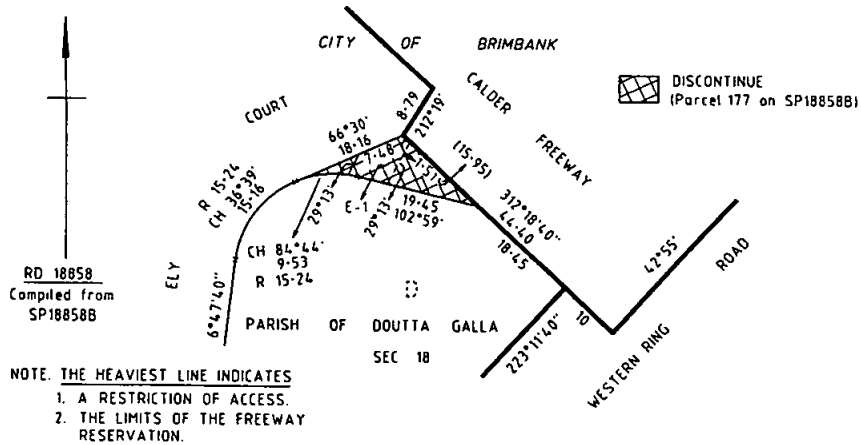 CITY OF BRIMBANK
CALDER
FREEWAY
DISCONTINUE
(Parcel 177 on SP18858B)
COURT
8·79
212°19'
66°30'
18·16
7·48
1·51
(15·95)
R 15·24
CH 36°39'
15·16
29°13'
E-1
29°13'
19·45
102°59'
312°18'40"
44·40
18·45
CH 84°44'
9·53
R 15·24
42°55'
ROAD
ELY
RD 18858
Compiled from
SP18858B
6°47'40"
PARISH OF DOUTTA GALLA
SEC 18
223°11'40"
10
WESTERN RING
NOTE. THE HEAVIEST LINE INDICATES
1. A RESTRICTION OF ACCESS.
2. THE LIMITS OF THE FREEWAY
RESERVATION.